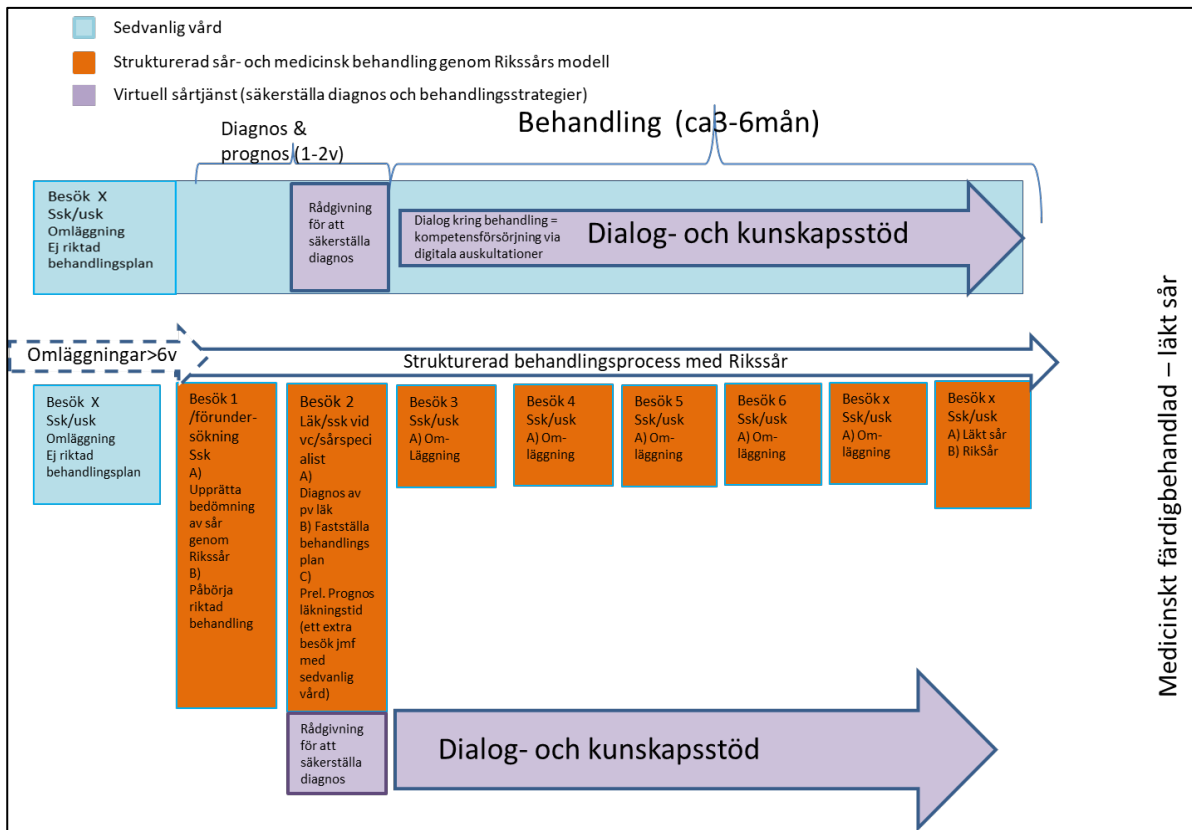 Sedvanlig vård
Strukturerad sår- och medicinsk behandling genom Rikssårs modell
Virtuell sårtjänst (säkerställa diagnos och behandlingsstrategier)
Diagnos &
prognos (1-2v)
Behandling (ca3-6mån)
Besök X
Ssk/usk
Omläggning
Ej riktad
behandlingsplan
Rådgivning
för att
säkerställa
diagnos
Dialog kring behandling =
kompetensförsörjning via
digitala auskultationer
Dialog- och kunskapsstöd
Omläggningar>6v
Strukturerad behandlingsprocess med Rikssår
Besök X
Ssk/usk
Omläggning
Ej riktad
behandlingsplan
Besök 1
/förunder-
sökning
Ssk
A)
Upprätta
bedömning
av sår
genom
Rikssår
B)
Påbörja
riktad
behandling
Besök 2
Läk/ssk vid
vc/sårspeci
alist
A)
Diagnos av
pv läk
B) Fastställa
behandlings
plan
C)
Prel. Prognos
läkningstid
(ett extra
besök jmf
med
sedvanlig
vård)
Besök 3
Ssk/usk
A) Om-
Läggning
Besök 4
Ssk/usk
A) Om-
läggning
Besök 5
Ssk/usk
A) Om-
läggning
Besök 6
Ssk/usk
A) Om-
läggning
Besök x
Ssk/usk
A) Om-
läggning
Besök x
Ssk/usk
A) Läkt sår
B) RikSår
Rådgivning
för att
säkerställa
diagnos
Dialog- och kunskapsstöd
Medicinskt färdigbehandlad – läkt sår